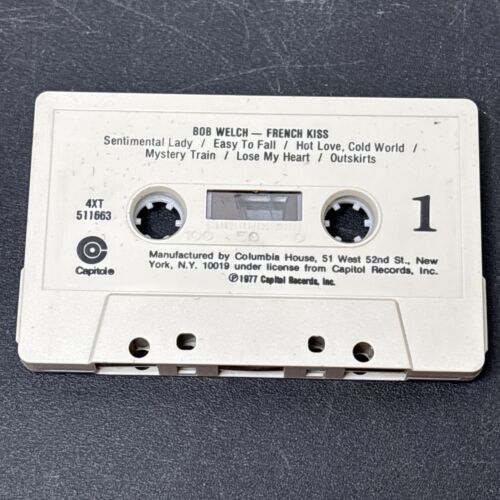 BOB WELCH — FRENCH KISS
Sentimental Lady / Easy To Fall / Hot Love, Cold World /
Mystery Train / Lose My Heart / Outskirts
4XT
511663
1
100 50 0
Capitol®
Manufactured by Columbia House, 51 West 52nd St., New
York, N.Y. 10019 under license from Capitol Records, Inc.
Ⓟ1977 Capitol Records, Inc.